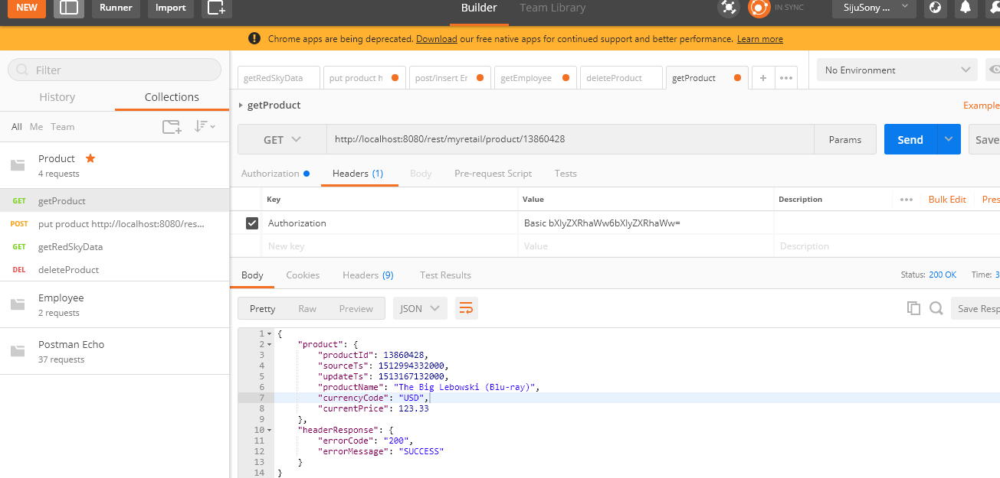 NEW Runner Import Builder Team Library IN SYNC SijuSony ...
Chrome apps are being deprecated. Download our free native apps for continued support and better performance. Learn more
Filter
History Collections
All Me Team
Product
4 requests
GET getProduct
POST put product http://localhost:8080/res...
GET getRedSkyData
DEL deleteProduct
Employee
2 requests
Postman Echo
37 requests
getRedSkyData put product h post/insert Er getEmployee deleteProduct getProduct + ••• No Environment
getProduct Example
GET http://localhost:8080/rest/myretail/product/13860428 Params Send Save
Authorization Headers (1) Body Pre-request Script Tests
Key Value Description ••• Bulk Edit Pres
Authorization Basic bXlyZXRhaWw6bXlyZXRhaWw=
New key Value Description
Body Cookies Headers (9) Test Results Status: 200 OK Time: 3
Pretty Raw Preview JSON Save Resp
1 {
2 "product": {
3 "productId": 13860428,
4 "sourceTs": 1512994332000,
5 "updateTs": 1513167132000,
6 "productName": "The Big Lebowski (Blu-ray)",
7 "currencyCode": "USD",
8 "currentPrice": 123.33
9 },
10 "headerResponse": {
11 "errorCode": "200",
12 "errorMessage": "SUCCESS"
13 }
14 }